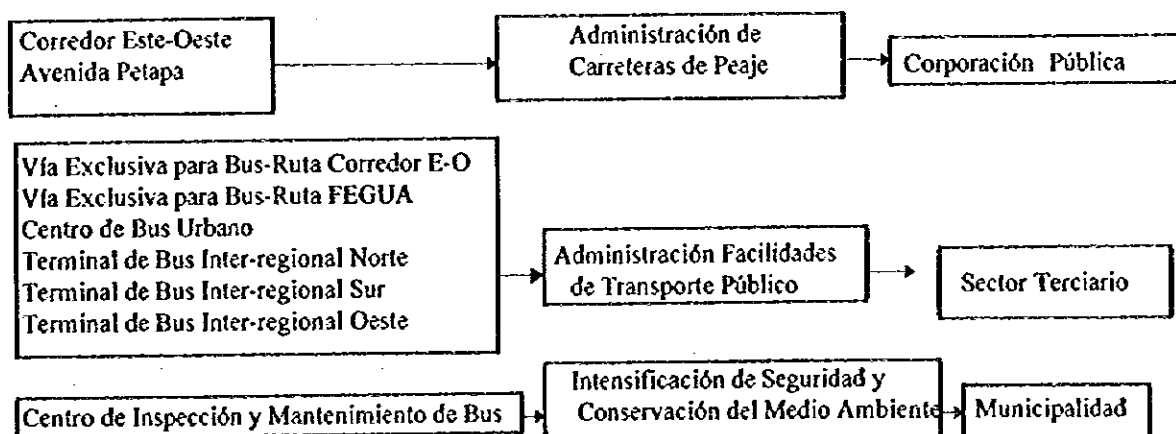 Corredor Este-Oeste
Avenida Petapa
Administración de
Carreteras de Peaje
Corporación Pública
Vía Exclusiva para Bus-Ruta Corredor E-O
Vía Exclusiva para Bus-Ruta FEGUA
Centro de Bus Urbano
Terminal de Bus Inter-regional Norte
Terminal de Bus Inter-regional Sur
Terminal de Bus Inter-regional Oeste
Administración Facilidades
de Transporte Público
Sector Terciario
Centro de Inspección y Mantenimiento de Bus
Intensificación de Seguridad y
Conservación del Medio Ambiente
Municipalidad